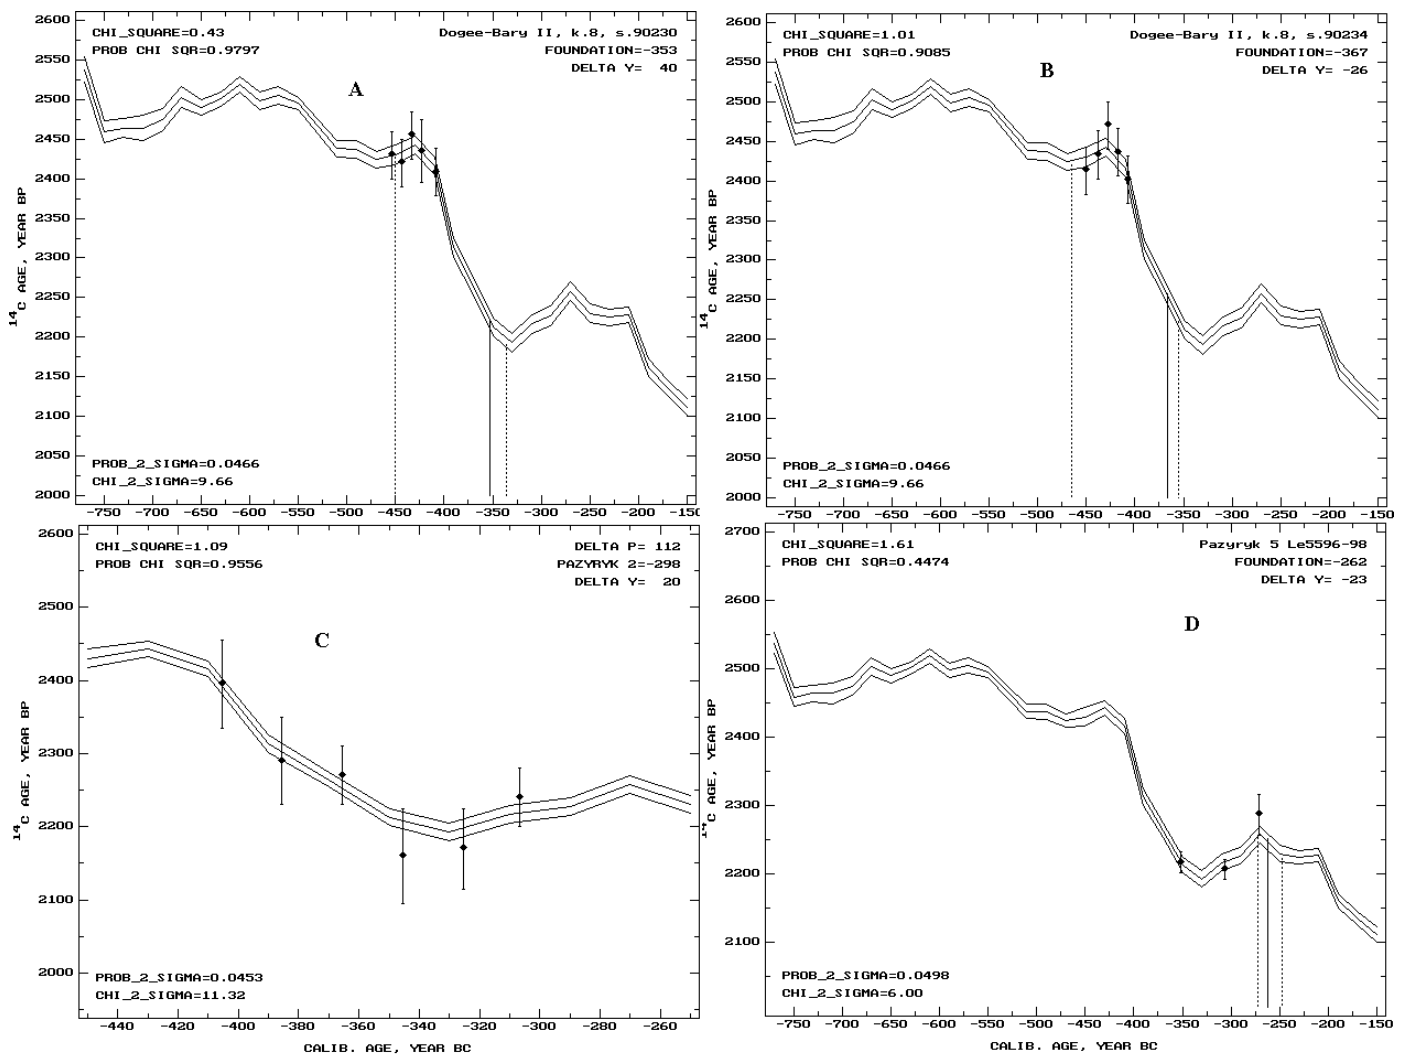 CHI_SQUARE=0.43
PROB CHI SQR=0.9797
Dogee-Bary II, k.8, s.90230
FOUNDATION=-353
DELTA Y= 40
A
2600
2550
2500
2450
2400
2350
2300
2250
2200
2150
2100
2050
2000
14C AGE, YEAR BP
PROB_2_SIGMA=0.0466
CHI_2_SIGMA=9.66
-750 -700 -650 -600 -550 -500 -450 -400 -350 -300 -250 -200 -150
CHI_SQUARE=1.01
PROB CHI SQR=0.9085
Dogee-Bary II, k.8, s.90234
FOUNDATION=-367
DELTA Y= -26
B
2600
2550
2500
2450
2400
2350
2300
2250
2200
2150
2100
2050
2000
14C AGE, YEAR BP
PROB_2_SIGMA=0.0466
CHI_2_SIGMA=9.66
-750 -700 -650 -600 -550 -500 -450 -400 -350 -300 -250 -200 -150
CHI_SQUARE=1.09
PROB CHI SQR=0.9556
DELTA P= 112
PAZYRYK 2=-298
DELTA Y= 20
C
2600
2500
2400
2300
2200
2100
2000
14C AGE, YEAR BP
PROB_2_SIGMA=0.0453
CHI_2_SIGMA=11.32
-440 -420 -400 -380 -360 -340 -320 -300 -280 -260
CALIB. AGE, YEAR BC
CHI_SQUARE=1.61
PROB CHI SQR=0.4474
Pazyryk 5 Le5596-98
FOUNDATION=-262
DELTA Y= -23
D
2700
2600
2500
2400
2300
2200
2100
14C AGE, YEAR BP
PROB_2_SIGMA=0.0498
CHI_2_SIGMA=6.00
-750 -700 -650 -600 -550 -500 -450 -400 -350 -300 -250 -200 -150
CALIB. AGE, YEAR BC